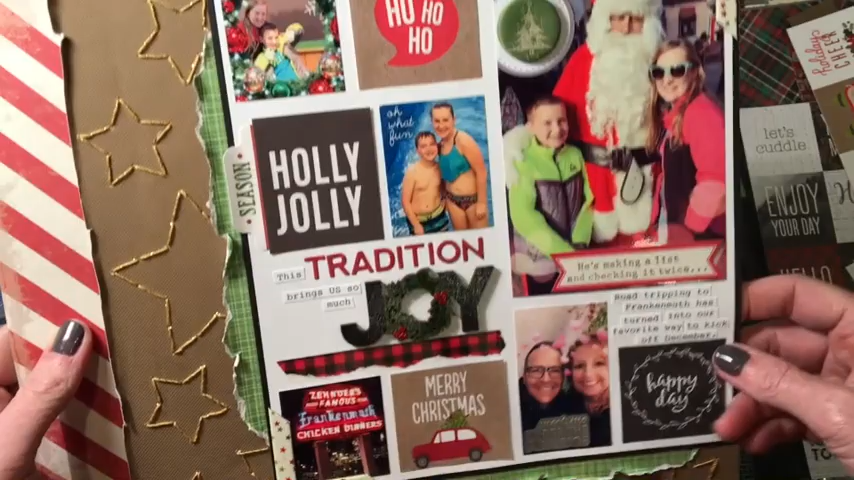 HO HO
HO
HOLLY
JOLLY
oh
what
fun
SEASON
This TRADITION
brings US so
much
JOY
He's making a list
and checking it twice...
Road tripping to
Frankenmuth has
turned into our
favorite way to kick
off December.
ZEHNDER'S
FAMOUS
Frankenmuth
CHICKEN DINNERS
MERRY
CHRISTMAS
happy
day
holidays
CHEER
let's
cuddle
ENJOY
YOUR DAY
HELLO
TO